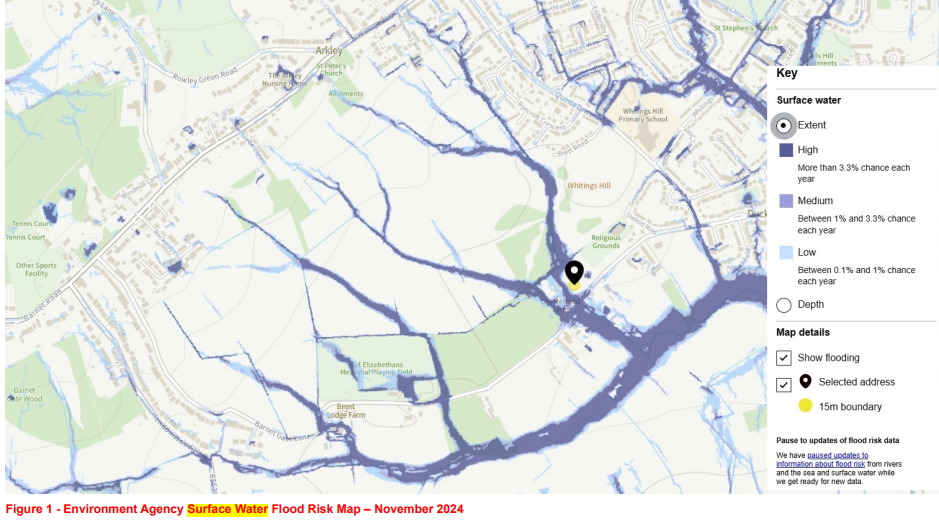 St Stephen's Church
Arkley
Rowley Green Road
St Peter's
Church
Allotments
Whitings Hill
Primary School
Windmill Lane
Whitings Hill
Religious
Grounds
Tennis Court
Tennis Court
Other Sports
Facility
Barnet Road
Brent
Lodge Farm
Barnet Gate Lane
Barnet
Key
Surface water
Extent
High
More than 3.3% chance each
year
Medium
Between 1% and 3.3% chance
each year
Low
Between 0.1% and 1% chance
each year
Depth
Map details
Show flooding
Selected address
15m boundary
Pause to updates of flood risk data
We have paused updates to
information about flood risk from rivers
and the sea and surface water while
we get ready for new data.
Figure 1 - Environment Agency Surface Water Flood Risk Map – November 2024